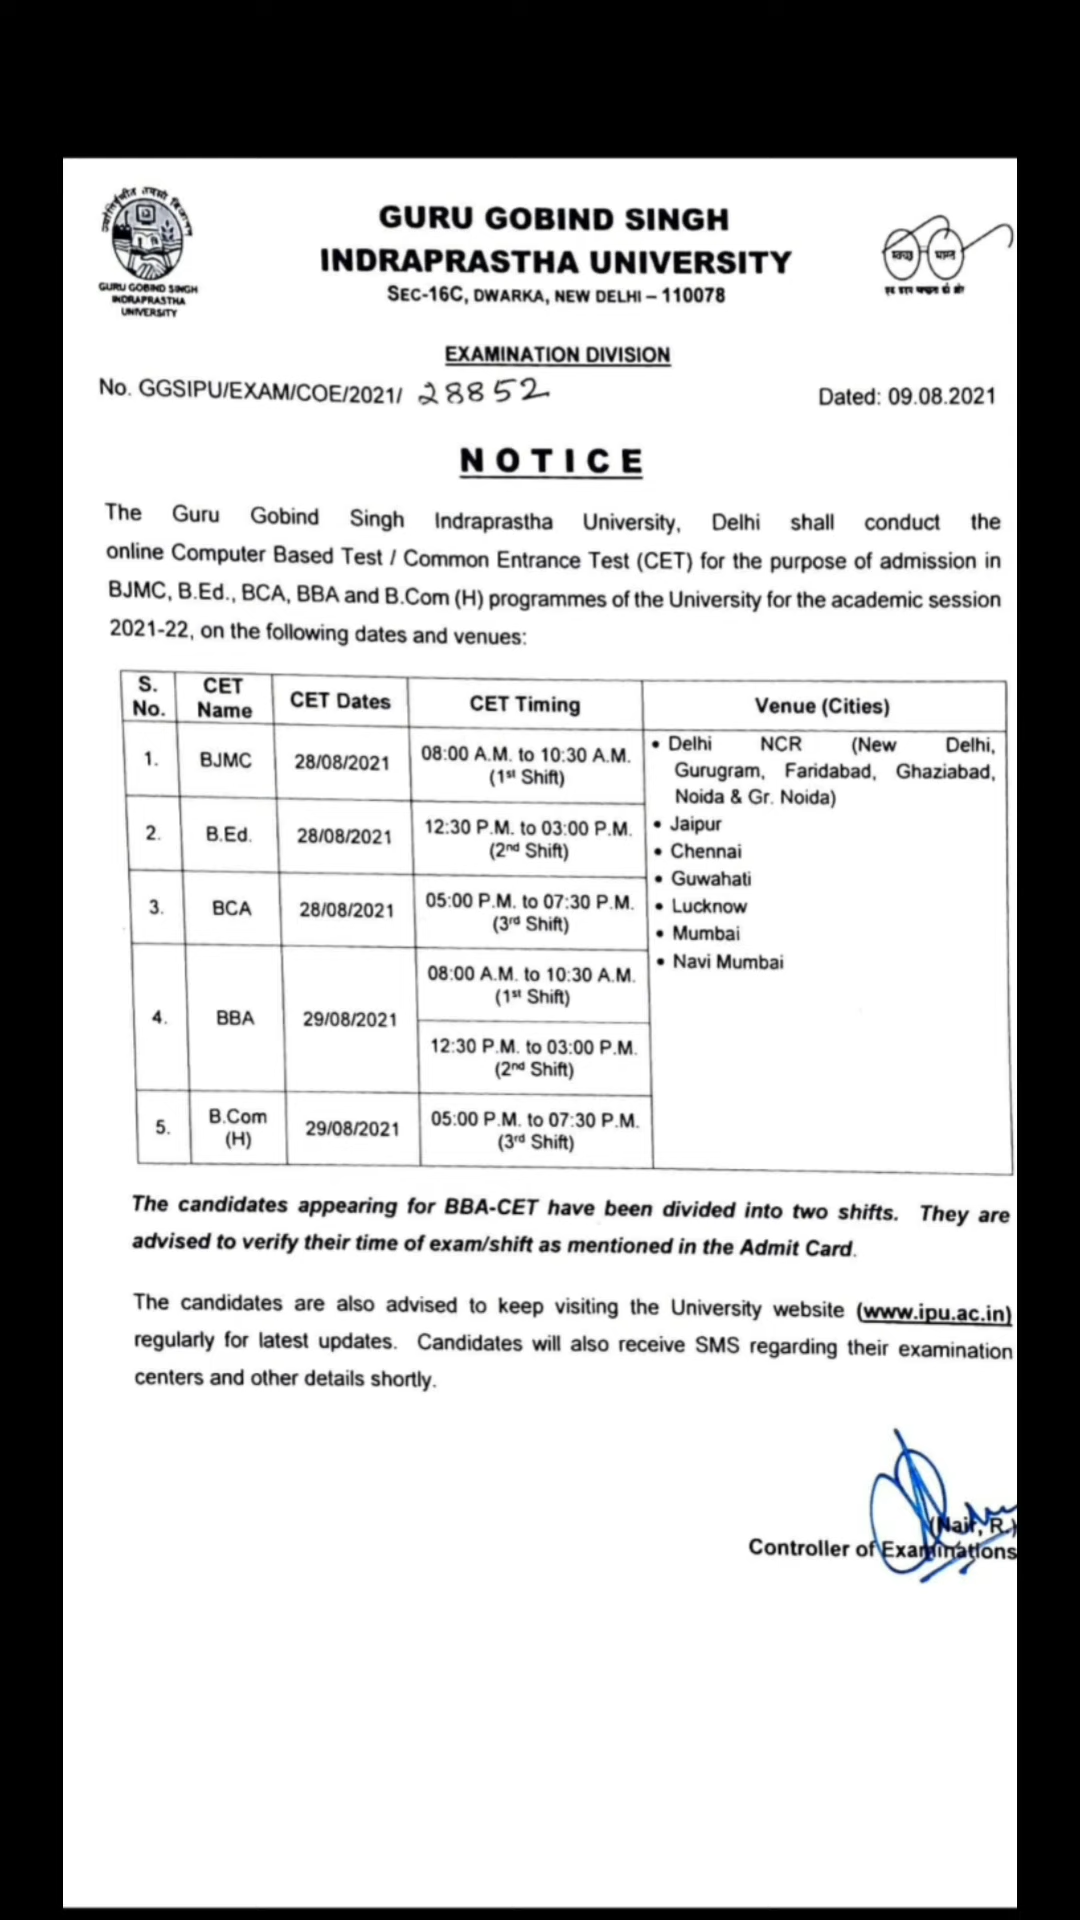 GURU GOBIND SINGH
INDRAPRASTHA
UNIVERSITY
GURU GOBIND SINGH
INDRAPRASTHA UNIVERSITY
SEC-16C, DWARKA, NEW DELHI – 110078
स्वच्छ भारत
EXAMINATION DIVISION
No. GGSIPU/EXAM/COE/2021/ 28852
Dated: 09.08.2021
NOTICE
The Guru Gobind Singh Indraprastha University, Delhi shall conduct the
online Computer Based Test / Common Entrance Test (CET) for the purpose of admission in
BJMC, B.Ed., BCA, BBA and B.Com (H) programmes of the University for the academic session
2021-22, on the following dates and venues:
S. No. CET Name CET Dates CET Timing Venue (Cities)
1. BJMC 28/08/2021 08:00 A.M. to 10:30 A.M.
(1st Shift)
2. B.Ed. 28/08/2021 12:30 P.M. to 03:00 P.M.
(2nd Shift)
3. BCA 28/08/2021 05:00 P.M. to 07:30 P.M.
(3rd Shift)
4. BBA 29/08/2021 08:00 A.M. to 10:30 A.M.
(1st Shift)
12:30 P.M. to 03:00 P.M.
(2nd Shift)
5. B.Com (H) 29/08/2021 05:00 P.M. to 07:30 P.M.
(3rd Shift)
• Delhi NCR (New Delhi,
Gurugram, Faridabad, Ghaziabad,
Noida & Gr. Noida)
• Jaipur
• Chennai
• Guwahati
• Lucknow
• Mumbai
• Navi Mumbai
The candidates appearing for BBA-CET have been divided into two shifts. They are
advised to verify their time of exam/shift as mentioned in the Admit Card.
The candidates are also advised to keep visiting the University website (www.ipu.ac.in)
regularly for latest updates. Candidates will also receive SMS regarding their examination
centers and other details shortly.
(Nair, R.)
Controller of Examinations